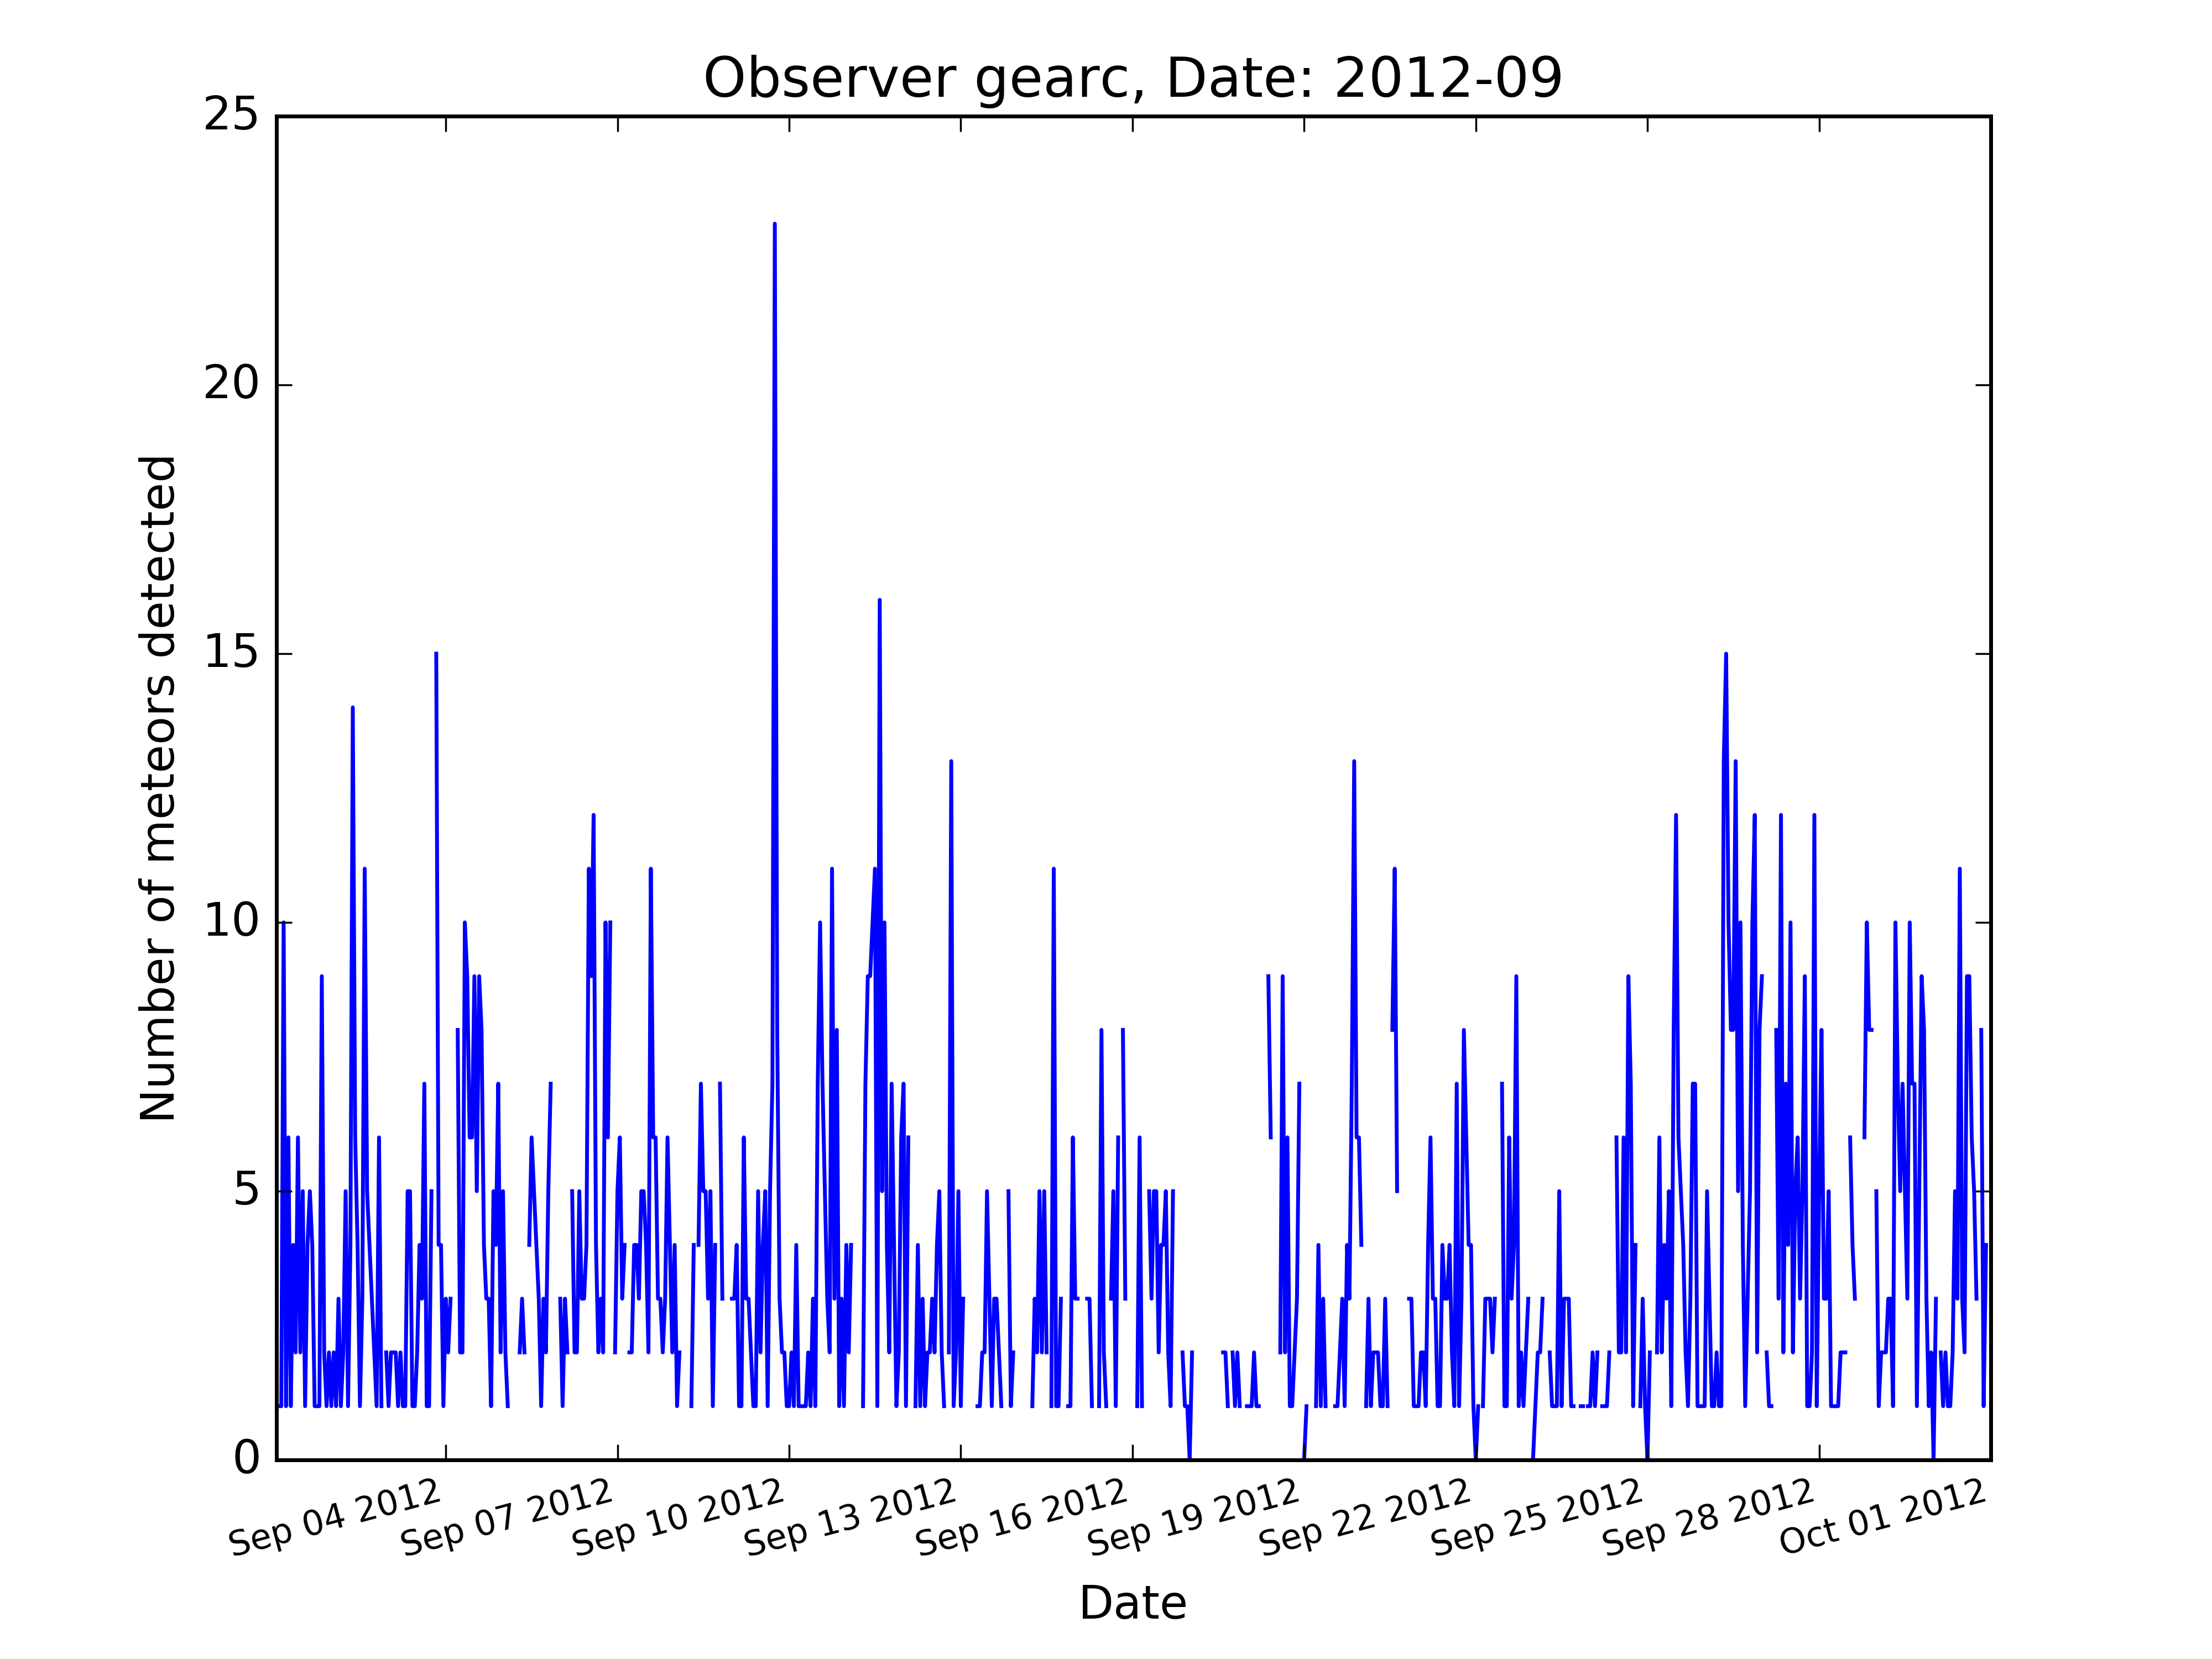 Observer gearc, Date: 2012-09
25
20
15
10
5
0
Number of meteors detected
Sep 04 2012
Sep 07 2012
Sep 10 2012
Sep 13 2012
Sep 16 2012
Sep 19 2012
Sep 22 2012
Sep 25 2012
Sep 28 2012
Oct 01 2012
Date